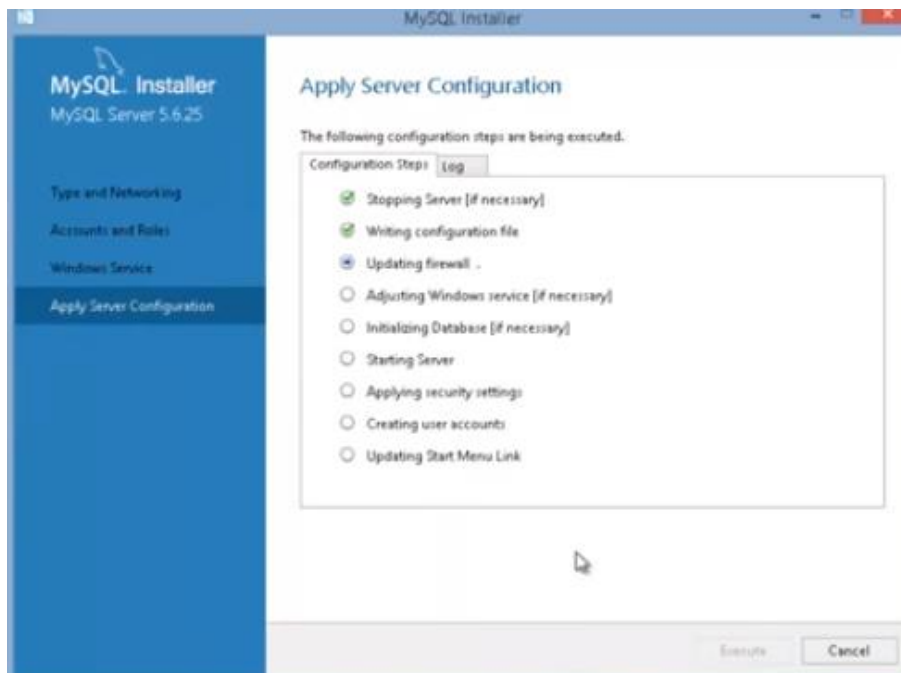 MySQL Installer
MySQL Installer
MySQL Server 5.6.25
Type and Networking
Accounts and Roles
Windows Service
Apply Server Configuration
Apply Server Configuration
The following configuration steps are being executed.
Configuration Steps Log
Stopping Server [if necessary]
Writing configuration file
Updating firewall .
Adjusting Windows service [if necessary]
Initializing Database [if necessary]
Starting Server
Applying security settings
Creating user accounts
Updating Start Menu Link
Execute Cancel